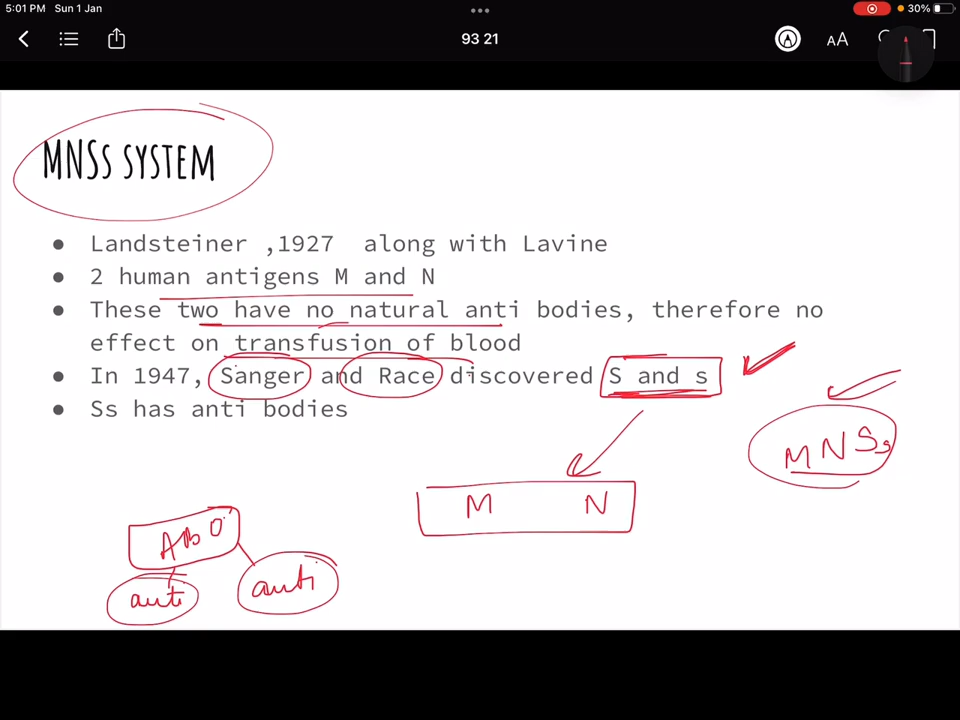 5:01 PM Sun 1 Jan
30%
93 21
AA
MNSs SYSTEM
• Landsteiner ,1927 along with Lavine
• 2 human antigens M and N
• These two have no natural anti bodies, therefore no
effect on transfusion of blood
• In 1947, Sanger and Race discovered S and s
• Ss has anti bodies
MNSs
M N
ABO
anti anti